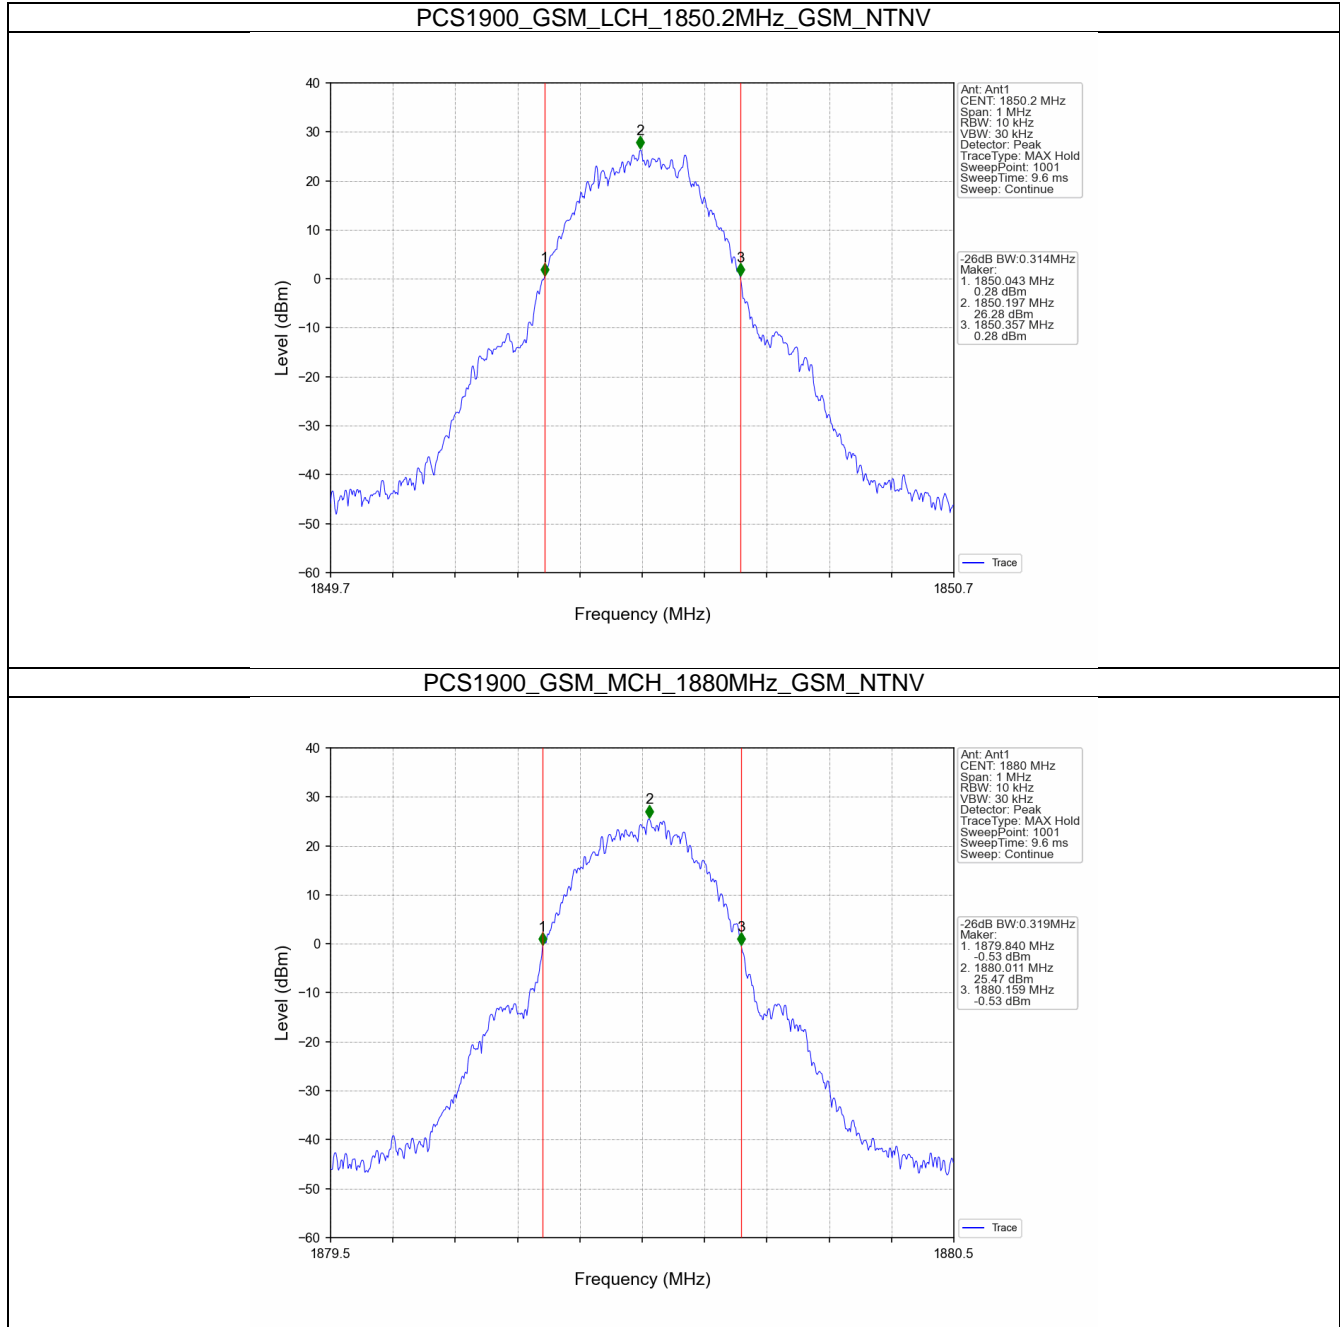 PCS1900_GSM_LCH_1850.2MHz_GSM_NTNV
40
30
20
10
0
−10
−20
−30
−40
−50
−60
Level (dBm)
1849.7
1850.7
Frequency (MHz)
1
2
3
Ant: Ant1
CENT: 1850.2 MHz
Span: 1 MHz
RBW: 10 kHz
VBW: 30 kHz
Detector: Peak
TraceType: MAX Hold
SweepPoint: 1001
SweepTime: 9.6 ms
Sweep: Continue
-26dB BW:0.314MHz
Maker:
1. 1850.043 MHz
0.28 dBm
2. 1850.197 MHz
26.28 dBm
3. 1850.357 MHz
0.28 dBm
Trace
PCS1900_GSM_MCH_1880MHz_GSM_NTNV
40
30
20
10
0
−10
−20
−30
−40
−50
−60
Level (dBm)
1879.5
1880.5
Frequency (MHz)
1
2
3
Ant: Ant1
CENT: 1880 MHz
Span: 1 MHz
RBW: 10 kHz
VBW: 30 kHz
Detector: Peak
TraceType: MAX Hold
SweepPoint: 1001
SweepTime: 9.6 ms
Sweep: Continue
-26dB BW:0.319MHz
Maker:
1. 1879.840 MHz
-0.53 dBm
2. 1880.011 MHz
25.47 dBm
3. 1880.159 MHz
-0.53 dBm
Trace